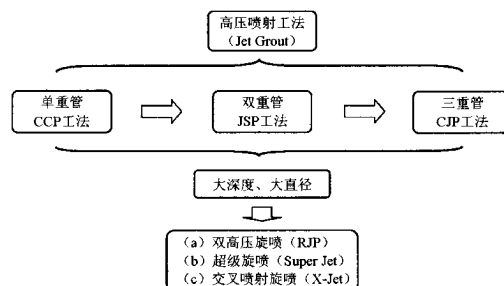 高压喷射工法
（Jet Grout）
单重管
CCP工法
双重管
JSP工法
三重管
CJP工法
大深度、大直径
（a）双高压旋喷（RJP）
（b）超级旋喷（Super Jet）
（c）交叉喷射旋喷（X-Jet）